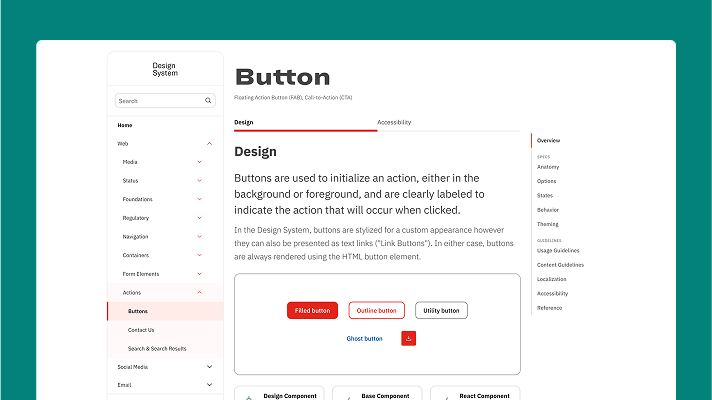 Design
System
Search
Home
Web
Media
Status
Foundations
Regulatory
Navigation
Containers
Form Elements
Actions
Buttons
Contact Us
Search & Search Results
Social Media
Email
Button
Floating Action Button (FAB), Call-to-Action (CTA)
Design
Accessibility
Design
Buttons are used to initialize an action, either in the
background or foreground, and are clearly labeled to
indicate the action that will occur when clicked.
In the Design System, buttons are stylized for a custom appearance however
they can also be presented as text links ("Link Buttons"). In either case, buttons
are always rendered using the HTML button element.
Filled button
Outline button
Utility button
Ghost button
Design Component
Base Component
React Component
Overview
SPECS
Anatomy
Options
States
Behavior
Theming
GUIDELINES
Usage Guidelines
Content Guidelines
Localization
Accessibility
Reference